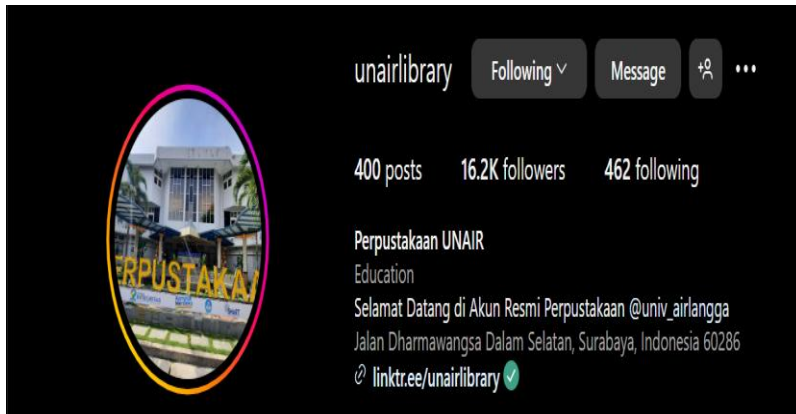 unairlibrary Following Message
400 posts 16.2K followers 462 following
Perpustakaan UNAIR
Education
Selamat Datang di Akun Resmi Perpustakaan @univ_airlangga
Jalan Dharmawangsa Dalam Selatan, Surabaya, Indonesia 60286
linktr.ee/unairlibrary
ERPUSTAKAA